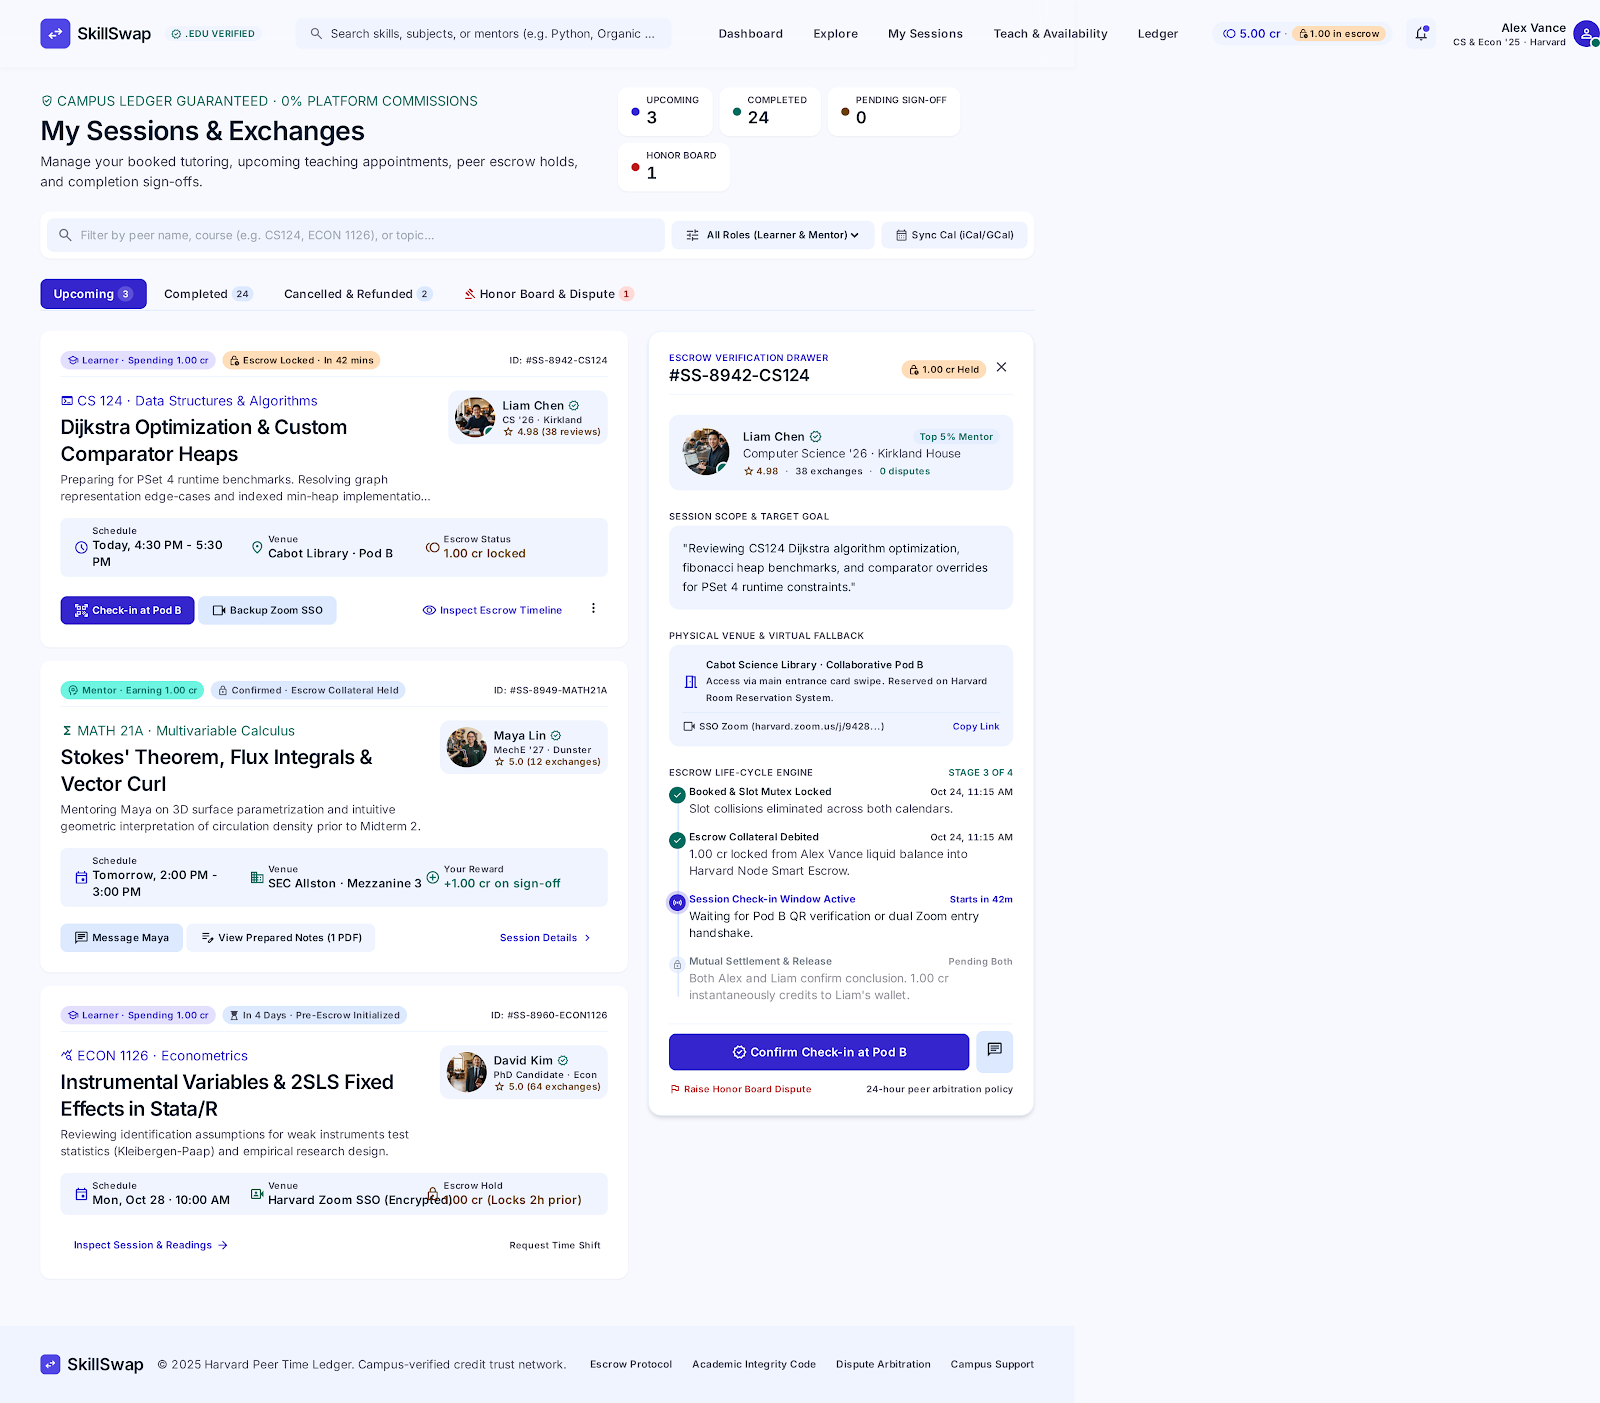 SkillSwap
.EDU VERIFIED
Search skills, subjects, or mentors (e.g. Python, Organic ...
Dashboard
Explore
My Sessions
Teach & Availability
Ledger
5.00 cr ·
1.00 in escrow
Alex Vance
CS & Econ '25 · Harvard
CAMPUS LEDGER GUARANTEED · 0% PLATFORM COMMISSIONS
My Sessions & Exchanges
Manage your booked tutoring, upcoming teaching appointments, peer escrow holds,
and completion sign-offs.
UPCOMING
3
COMPLETED
24
PENDING SIGN-OFF
0
HONOR BOARD
1
Filter by peer name, course (e.g. CS124, ECON 1126), or topic...
All Roles (Learner & Mentor)
Sync Cal (iCal/GCal)
Upcoming 3
Completed 24
Cancelled & Refunded 2
Honor Board & Dispute 1
Learner · Spending 1.00 cr
Escrow Locked · In 42 mins
ID: #SS-8942-CS124
CS 124 · Data Structures & Algorithms
Dijkstra Optimization & Custom
Comparator Heaps
Preparing for PSet 4 runtime benchmarks. Resolving graph
representation edge-cases and indexed min-heap implementatio...
Liam Chen
CS '26 · Kirkland
4.98 (38 reviews)
Schedule
Today, 4:30 PM - 5:30
PM
Venue
Cabot Library · Pod B
Escrow Status
1.00 cr locked
Check-in at Pod B
Backup Zoom SSO
Inspect Escrow Timeline
Mentor · Earning 1.00 cr
Confirmed · Escrow Collateral Held
ID: #SS-8949-MATH21A
MATH 21A · Multivariable Calculus
Stokes' Theorem, Flux Integrals &
Vector Curl
Mentoring Maya on 3D surface parametrization and intuitive
geometric interpretation of circulation density prior to Midterm 2.
Maya Lin
MechE '27 · Dunster
5.0 (12 exchanges)
Schedule
Tomorrow, 2:00 PM -
3:00 PM
Venue
SEC Allston · Mezzanine 3
Your Reward
+1.00 cr on sign-off
Message Maya
View Prepared Notes (1 PDF)
Session Details
Learner · Spending 1.00 cr
In 4 Days · Pre-Escrow Initialized
ID: #SS-8960-ECON1126
ECON 1126 · Econometrics
Instrumental Variables & 2SLS Fixed
Effects in Stata/R
Reviewing identification assumptions for weak instruments test
statistics (Kleibergen-Paap) and empirical research design.
David Kim
PhD Candidate · Econ
5.0 (64 exchanges)
Schedule
Mon, Oct 28 · 10:00 AM
Venue
Harvard Zoom SSO (Encrypted)
Escrow Hold
1.00 cr (Locks 2h prior)
Inspect Session & Readings
Request Time Shift
ESCROW VERIFICATION DRAWER
#SS-8942-CS124
1.00 cr Held
Liam Chen
Top 5% Mentor
Computer Science '26 · Kirkland House
4.98 · 38 exchanges · 0 disputes
SESSION SCOPE & TARGET GOAL
"Reviewing CS124 Dijkstra algorithm optimization,
fibonacci heap benchmarks, and comparator overrides
for PSet 4 runtime constraints."
PHYSICAL VENUE & VIRTUAL FALLBACK
Cabot Science Library · Collaborative Pod B
Access via main entrance card swipe. Reserved on Harvard
Room Reservation System.
SSO Zoom (harvard.zoom.us/j/9428...)
Copy Link
ESCROW LIFE-CYCLE ENGINE
STAGE 3 OF 4
Booked & Slot Mutex Locked
Oct 24, 11:15 AM
Slot collisions eliminated across both calendars.
Escrow Collateral Debited
Oct 24, 11:15 AM
1.00 cr locked from Alex Vance liquid balance into
Harvard Node Smart Escrow.
Session Check-in Window Active
Starts in 42m
Waiting for Pod B QR verification or dual Zoom entry
handshake.
Mutual Settlement & Release
Pending Both
Both Alex and Liam confirm conclusion. 1.00 cr
instantaneously credits to Liam's wallet.
Confirm Check-in at Pod B
Raise Honor Board Dispute
24-hour peer arbitration policy
SkillSwap
© 2025 Harvard Peer Time Ledger. Campus-verified credit trust network.
Escrow Protocol
Academic Integrity Code
Dispute Arbitration
Campus Support